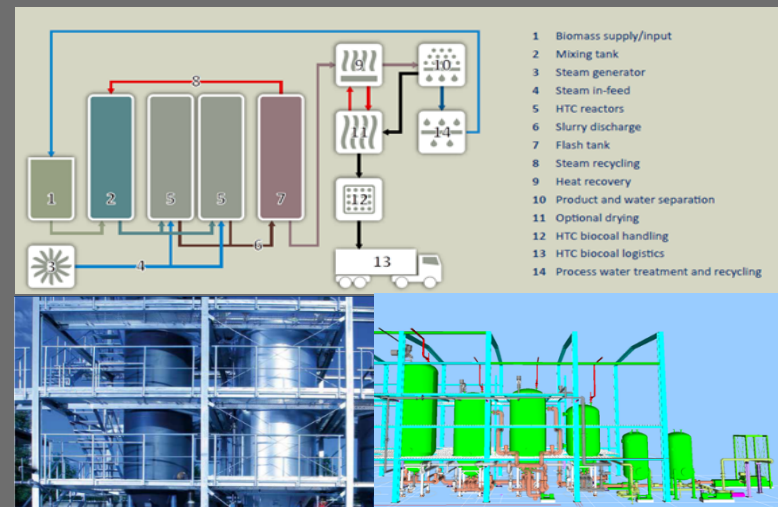 8
9
10
11
14
1
2
5
5
7
12
6
3
4
13
1 Biomass supply/input
2 Mixing tank
3 Steam generator
4 Steam in-feed
5 HTC reactors
6 Slurry discharge
7 Flash tank
8 Steam recycling
9 Heat recovery
10 Product and water separation
11 Optional drying
12 HTC biocoal handling
13 HTC biocoal logistics
14 Process water treatment and recycling